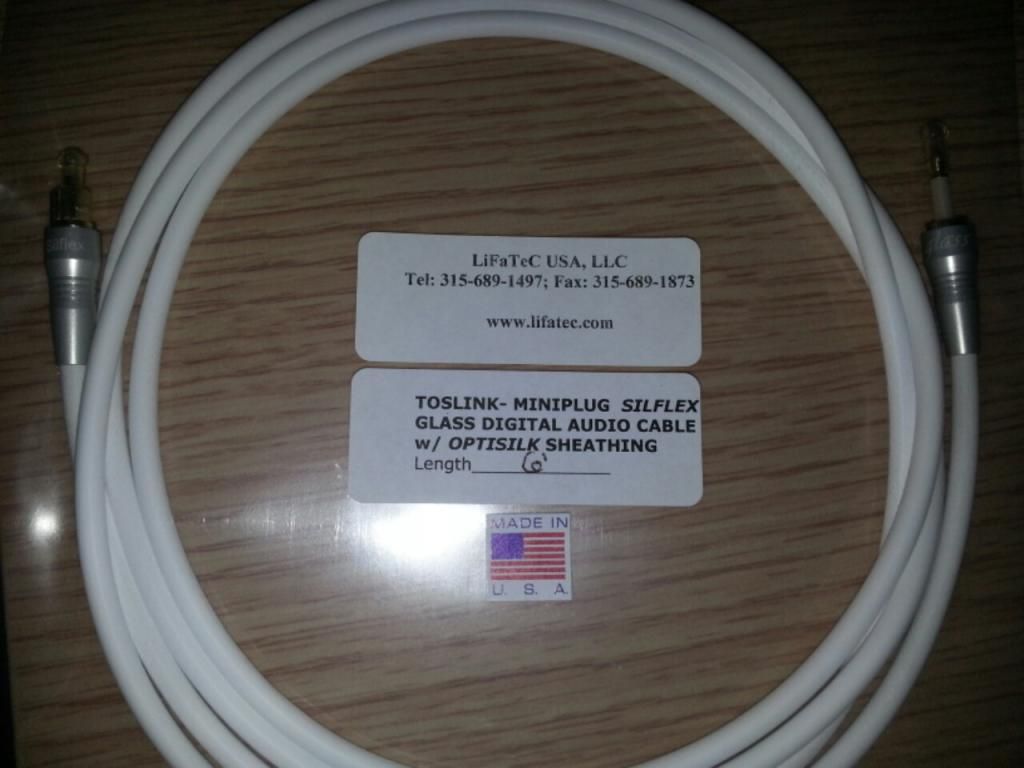 silflex
glass
LiFaTeC USA, LLC
Tel: 315-689-1497; Fax: 315-689-1873
www.lifatec.com
TOSLINK- MINIPLUG SILFLEX
GLASS DIGITAL AUDIO CABLE
w/ OPTISILK SHEATHING
Length 6'
MADE IN
U. S. A.